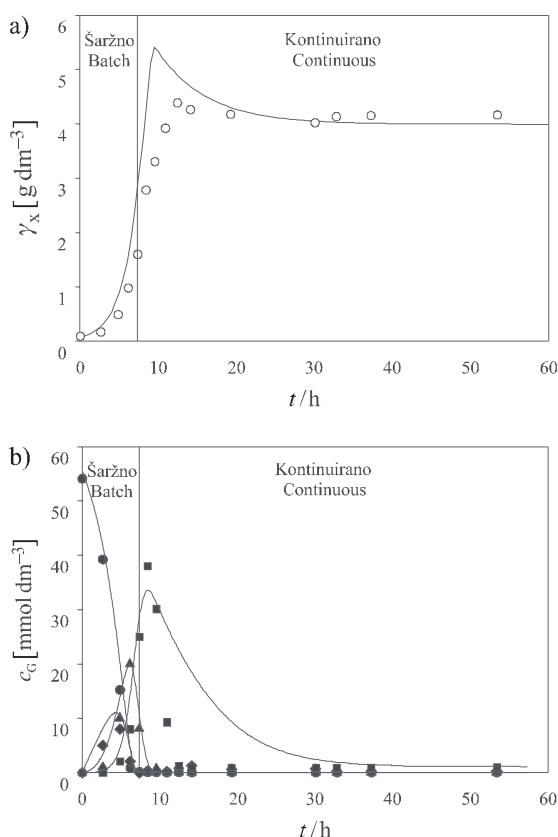 a)
Šaržno
Batch
Kontinuirano
Continuous
6
5
4
3
2
1
0
γX [g dm−3]
0 10 20 30 40 50 60
t/h
b)
Šaržno
Batch
Kontinuirano
Continuous
60
50
40
30
20
10
0
cG [mmol dm−3]
0 10 20 30 40 50 60
t/h